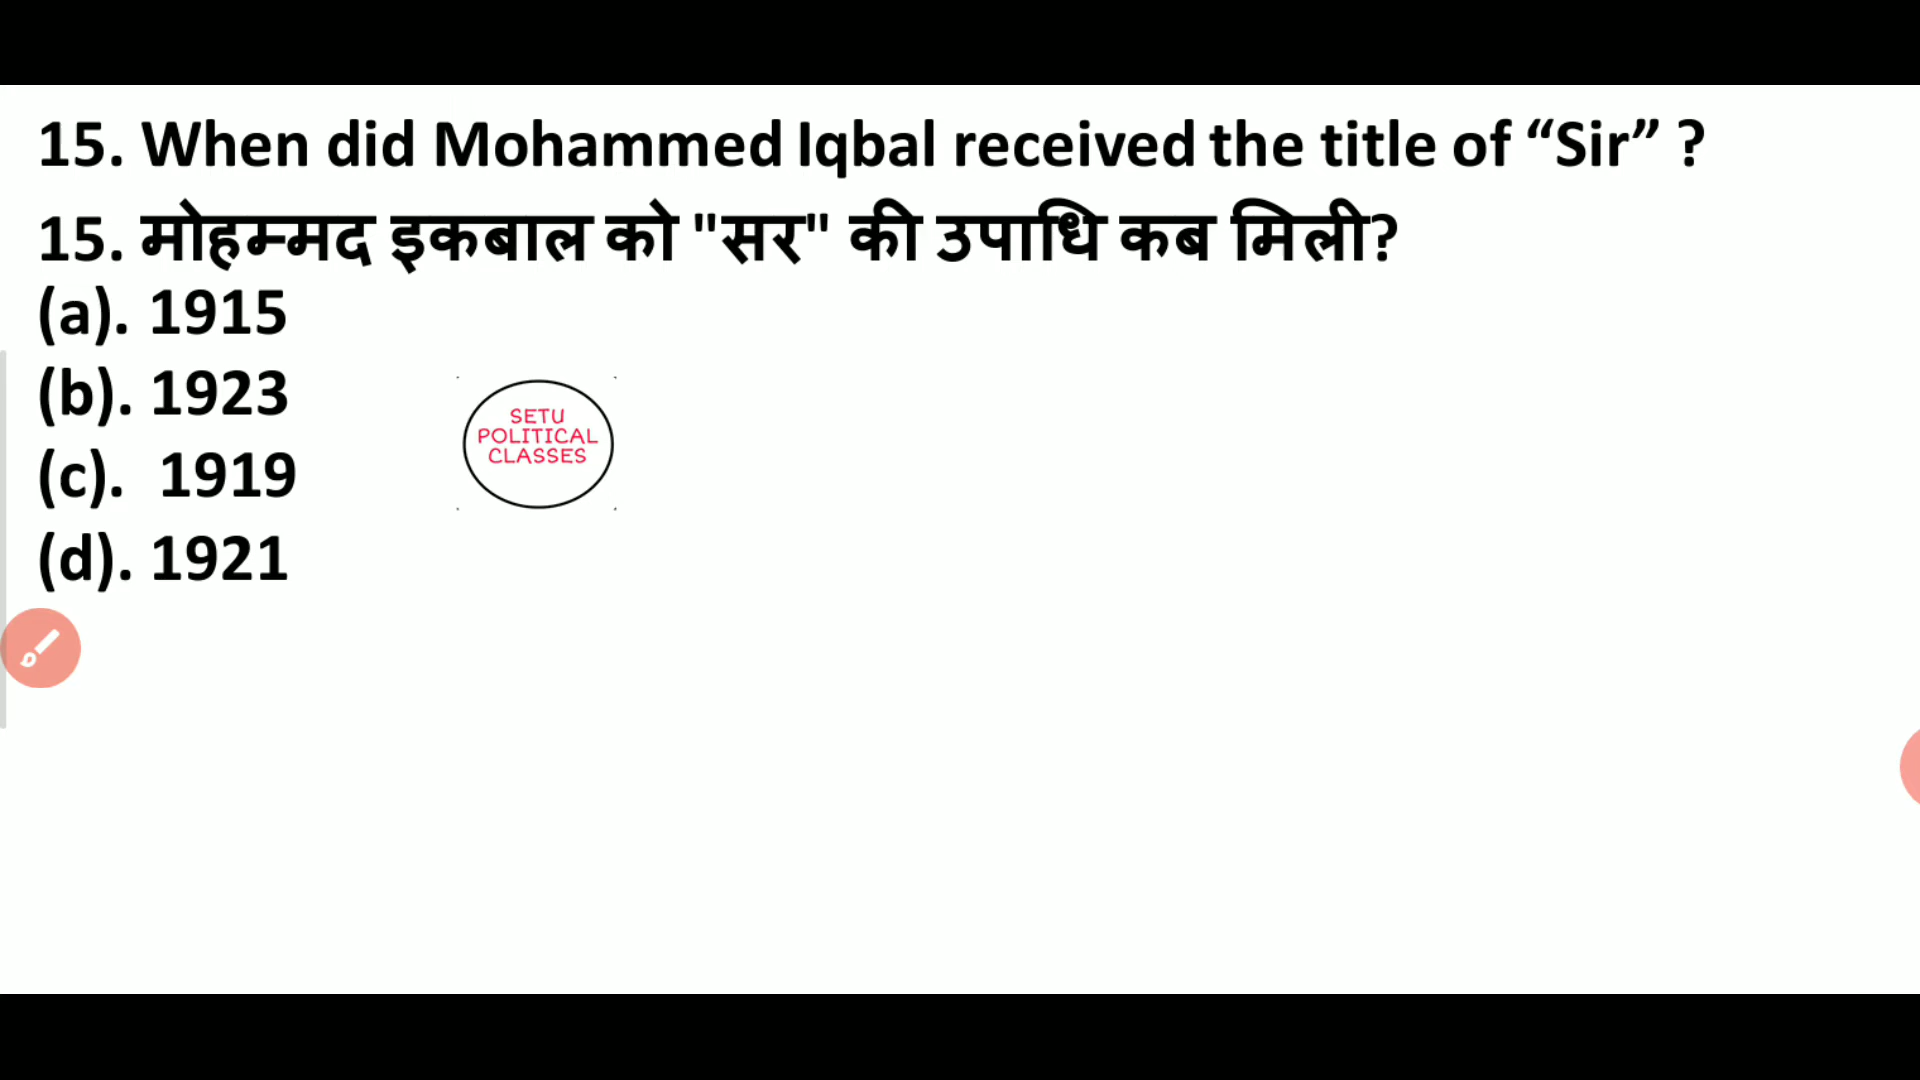 15. When did Mohammed Iqbal received the title of “Sir” ?
15. मोहम्मद इकबाल को "सर" की उपाधि कब मिली?
(a). 1915
(b). 1923
(c).  1919
(d). 1921
SETU
POLITICAL
CLASSES